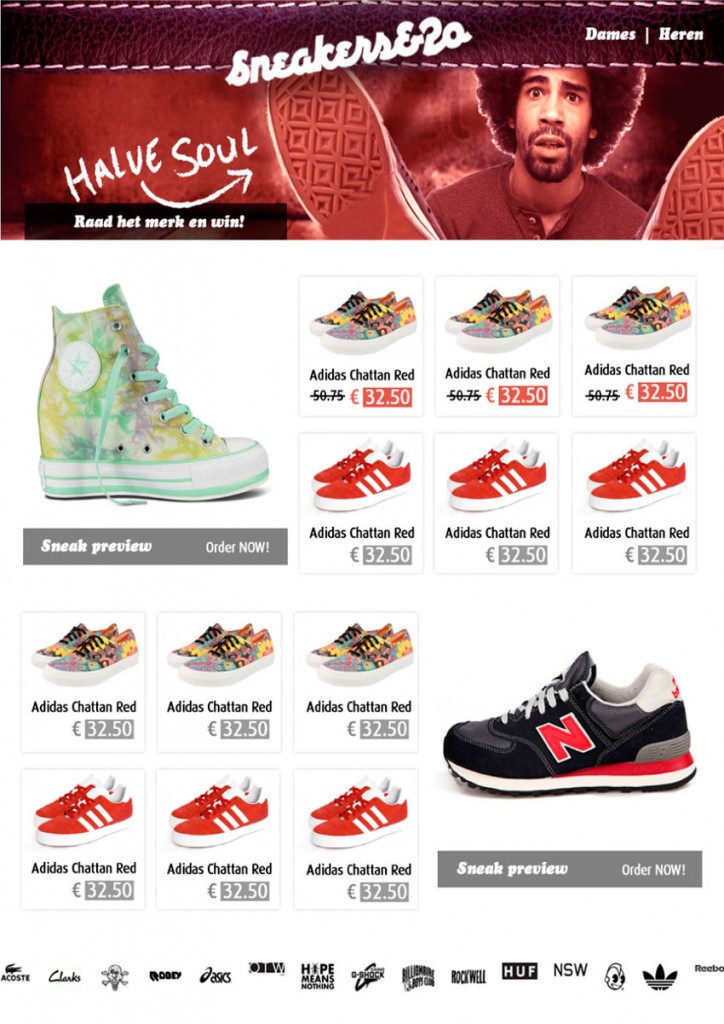 Sneakers&Zo
Dames | Heren
HALVE SOUL
Raad het merk en win!
Adidas Chattan Red
50.75 € 32.50
Adidas Chattan Red
50.75 € 32.50
Adidas Chattan Red
50.75 € 32.50
Adidas Chattan Red
€ 32.50
Adidas Chattan Red
€ 32.50
Adidas Chattan Red
€ 32.50
Sneak preview Order NOW!
Adidas Chattan Red
€ 32.50
Adidas Chattan Red
€ 32.50
Adidas Chattan Red
€ 32.50
Adidas Chattan Red
€ 32.50
Adidas Chattan Red
€ 32.50
Adidas Chattan Red
€ 32.50
N
Sneak preview Order NOW!
ACOSTE
Clarks
ROBEY
asics
OTW
HOPE
MEANS
NOTHING
G-SHOCK
BILLIONAIRE
BOYS CLUB
ROCKWELL
HUF
NSW
Reebo